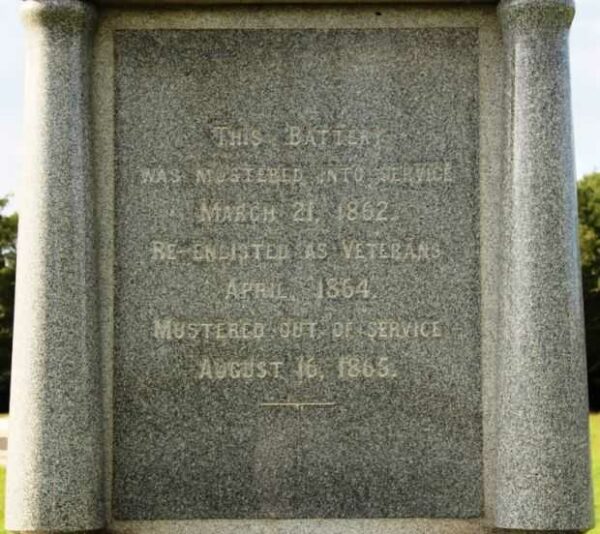 THIS BATTERY
WAS MUSTERED INTO SERVICE
MARCH 21, 1862.
RE-ENLISTED AS VETERANS
APRIL, 1864.
MUSTERED OUT OF SERVICE
AUGUST 16, 1865.